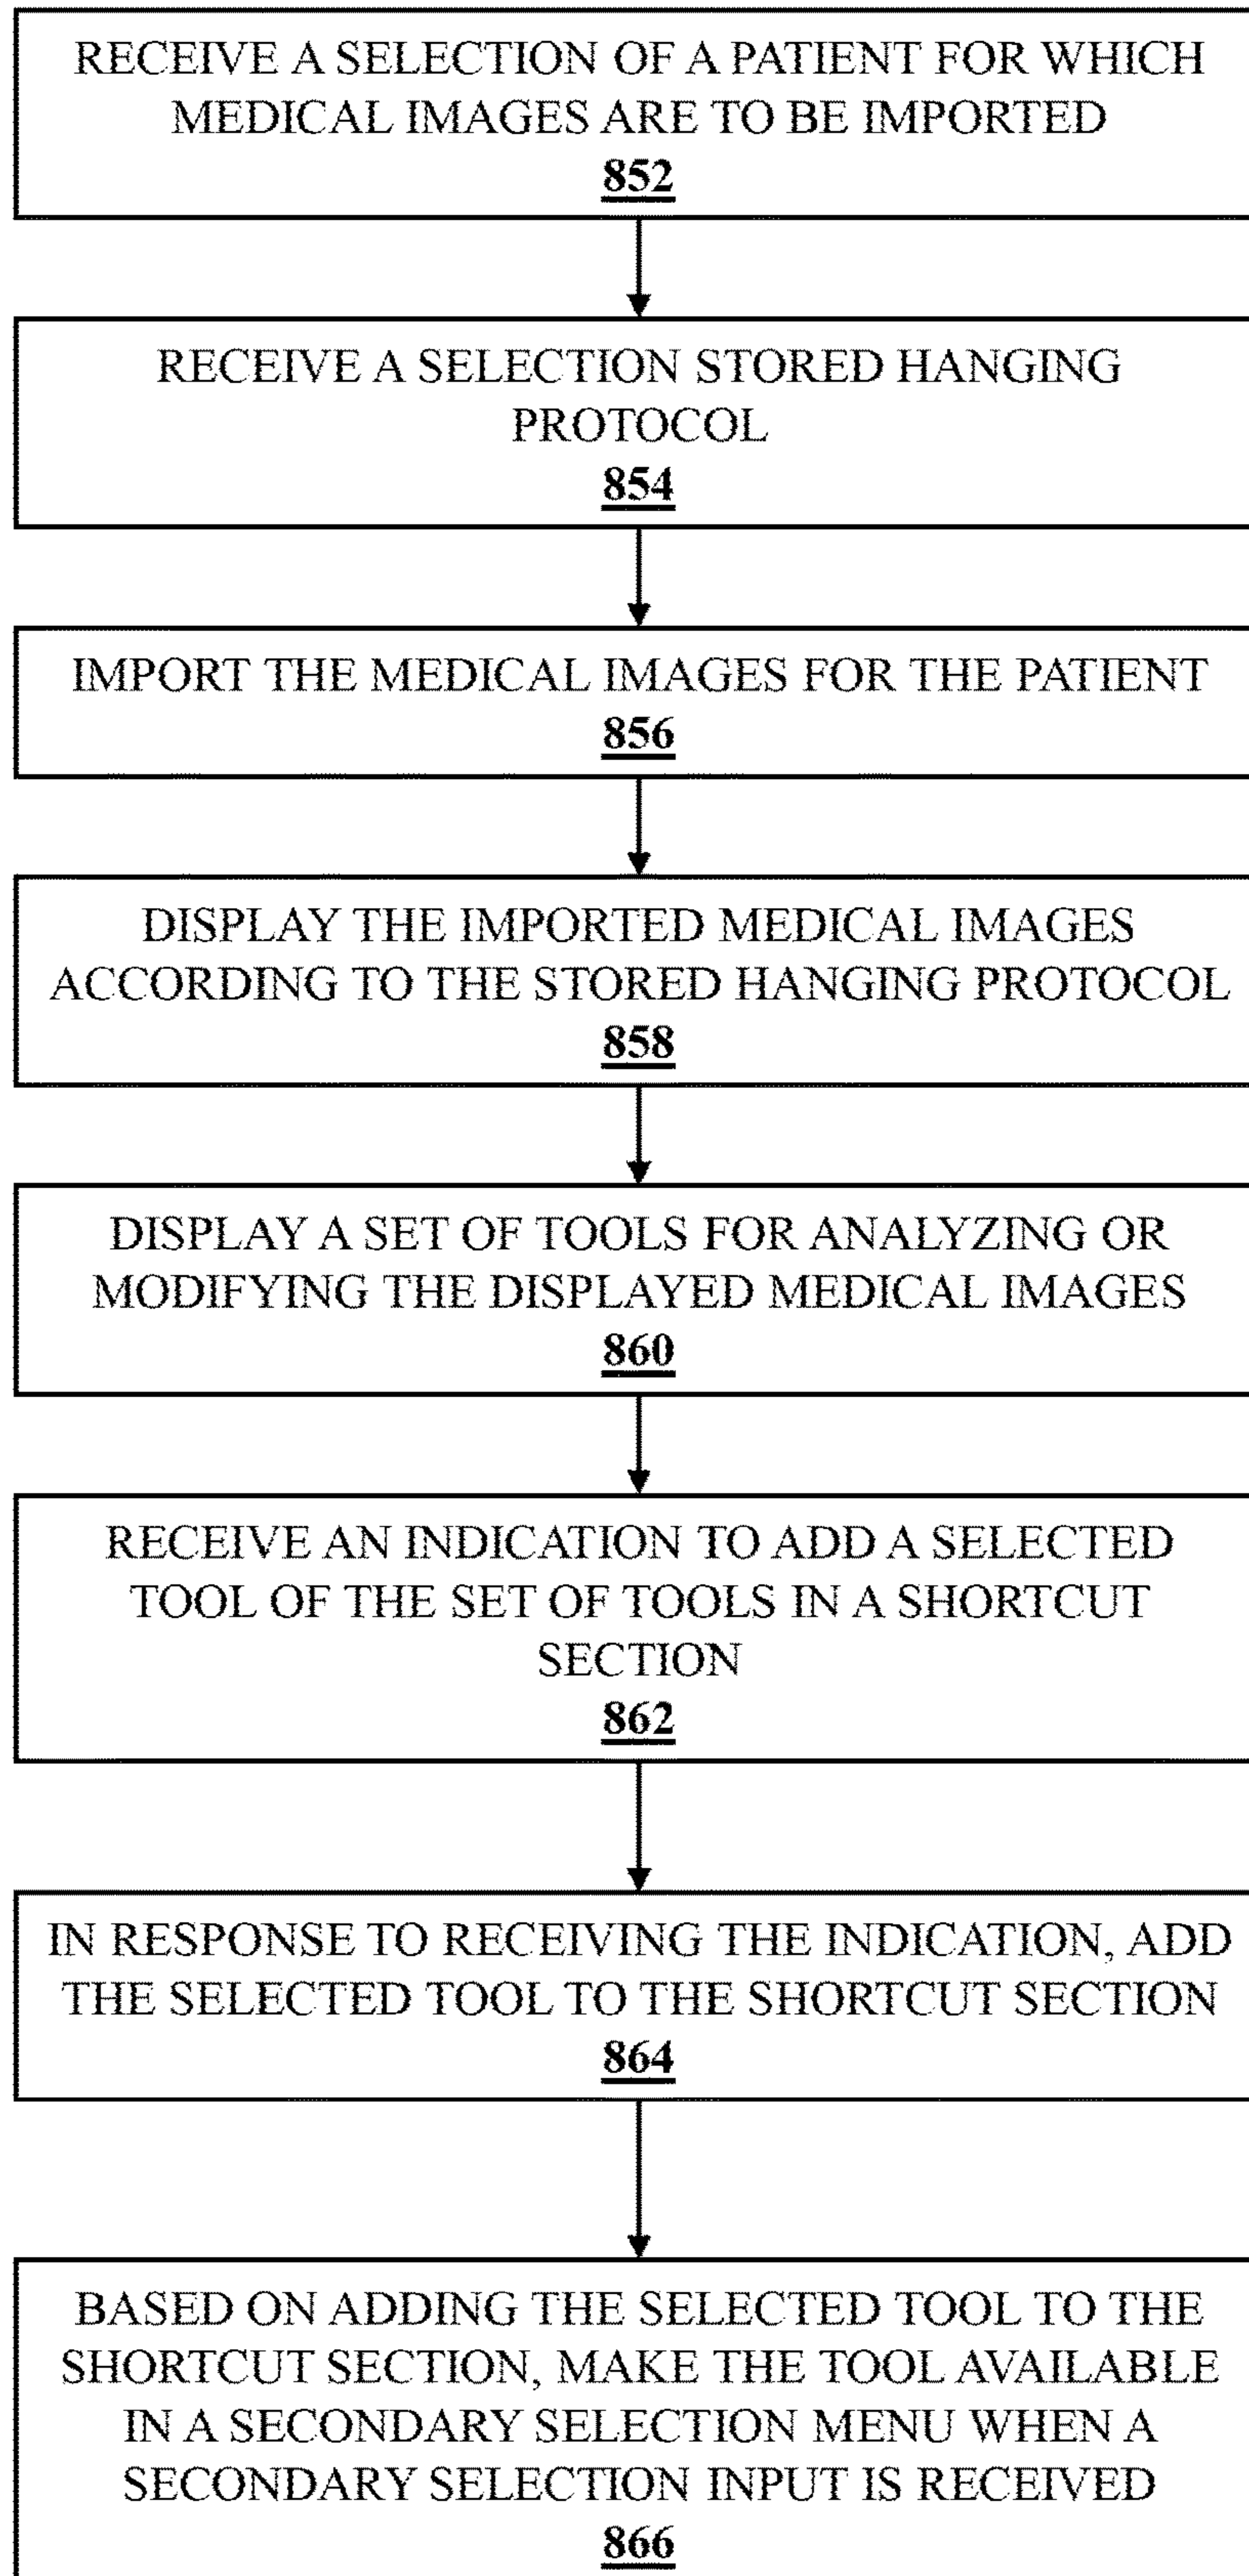 RECEIVE A SELECTION OF A PATIENT FOR WHICH
MEDICAL IMAGES ARE TO BE IMPORTED
852
RECEIVE A SELECTION STORED HANGING
PROTOCOL
854
IMPORT THE MEDICAL IMAGES FOR THE PATIENT
856
DISPLAY THE IMPORTED MEDICAL IMAGES
ACCORDING TO THE STORED HANGING PROTOCOL
858
DISPLAY A SET OF TOOLS FOR ANALYZING OR
MODIFYING THE DISPLAYED MEDICAL IMAGES
860
RECEIVE AN INDICATION TO ADD A SELECTED
TOOL OF THE SET OF TOOLS IN A SHORTCUT
SECTION
862
IN RESPONSE TO RECEIVING THE INDICATION, ADD
THE SELECTED TOOL TO THE SHORTCUT SECTION
864
BASED ON ADDING THE SELECTED TOOL TO THE
SHORTCUT SECTION, MAKE THE TOOL AVAILABLE
IN A SECONDARY SELECTION MENU WHEN A
SECONDARY SELECTION INPUT IS RECEIVED
866